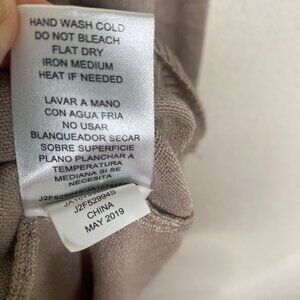 HAND WASH COLD
DO NOT BLEACH
FLAT DRY
IRON MEDIUM
HEAT IF NEEDED
LAVAR A MANO
CON AGUA FRIA
NO USAR
BLANQUEADOR SECAR
SOBRE SUPERFICIE
PLANO PLANCHAR A
TEMPERATURA
MEDIANA SI SE
NECESITA
J2F52994S
CHINA
MAY 2019